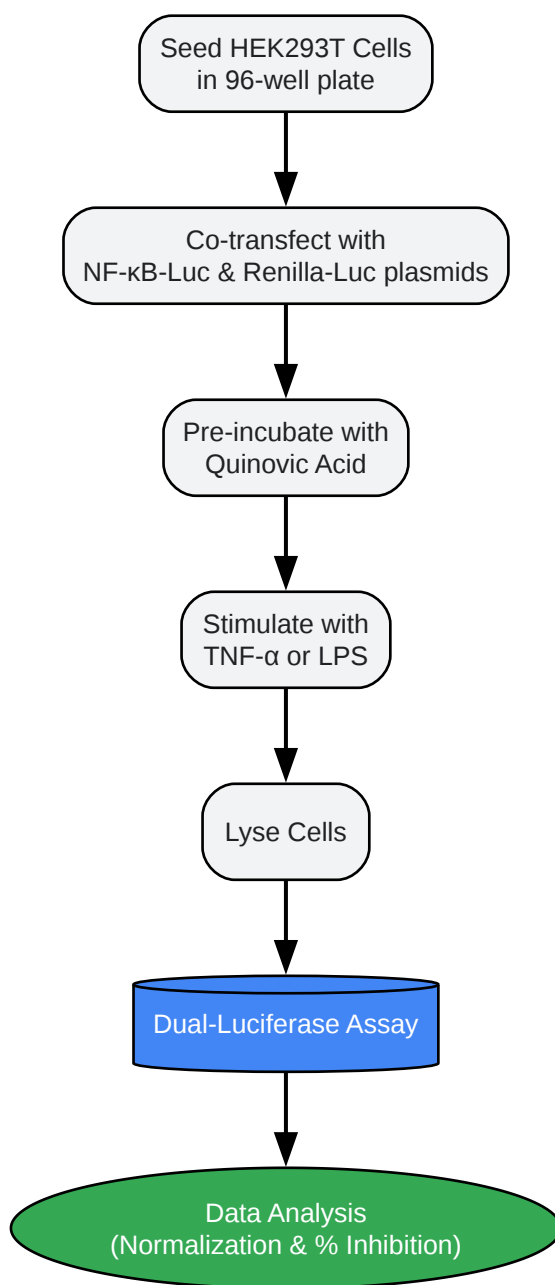 Seed HEK293T Cells
in 96-well plate
Co-transfect with
NF-κB-Luc & Renilla-Luc plasmids
Pre-incubate with
Quinovic Acid
Stimulate with
TNF-α or LPS
Lyse Cells
Dual-Luciferase Assay
Data Analysis
(Normalization & % Inhibition)